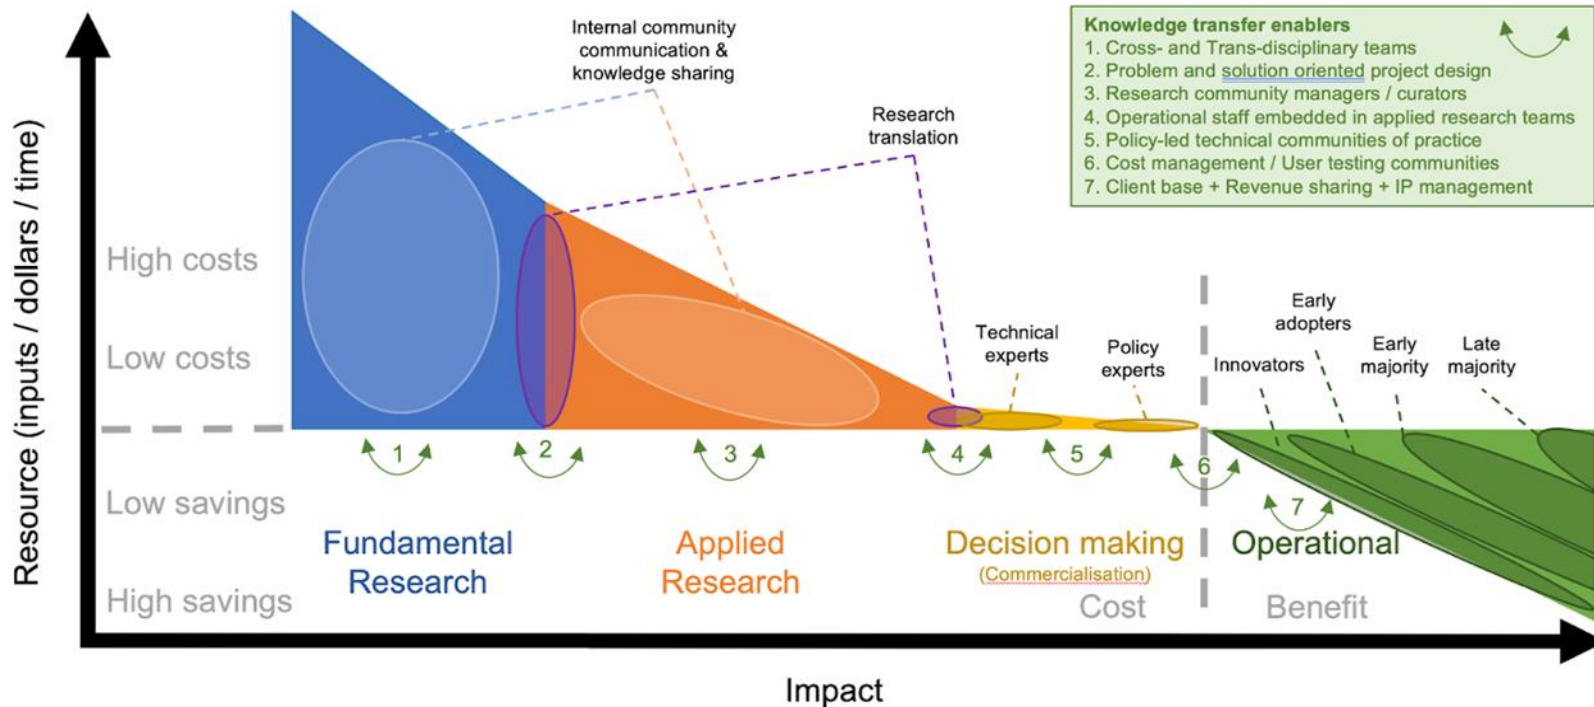 Internal community
communication &
knowledge sharing
Research
translation
Knowledge transfer enablers
1. Cross- and Trans-disciplinary teams
2. Problem and solution oriented project design
3. Research community managers / curators
4. Operational staff embedded in applied research teams
5. Policy-led technical communities of practice
6. Cost management / User testing communities
7. Client base + Revenue sharing + IP management
Resource (inputs / dollars / time)
High costs
Low costs
Low savings
High savings
Technical
experts
Policy
experts
Innovators
Early
adopters
Early
majority
Late
majority
1
2
3
4
5
6
7
Fundamental
Research
Applied
Research
Decision making
(Commercialisation)
Operational
Cost
Benefit
Impact